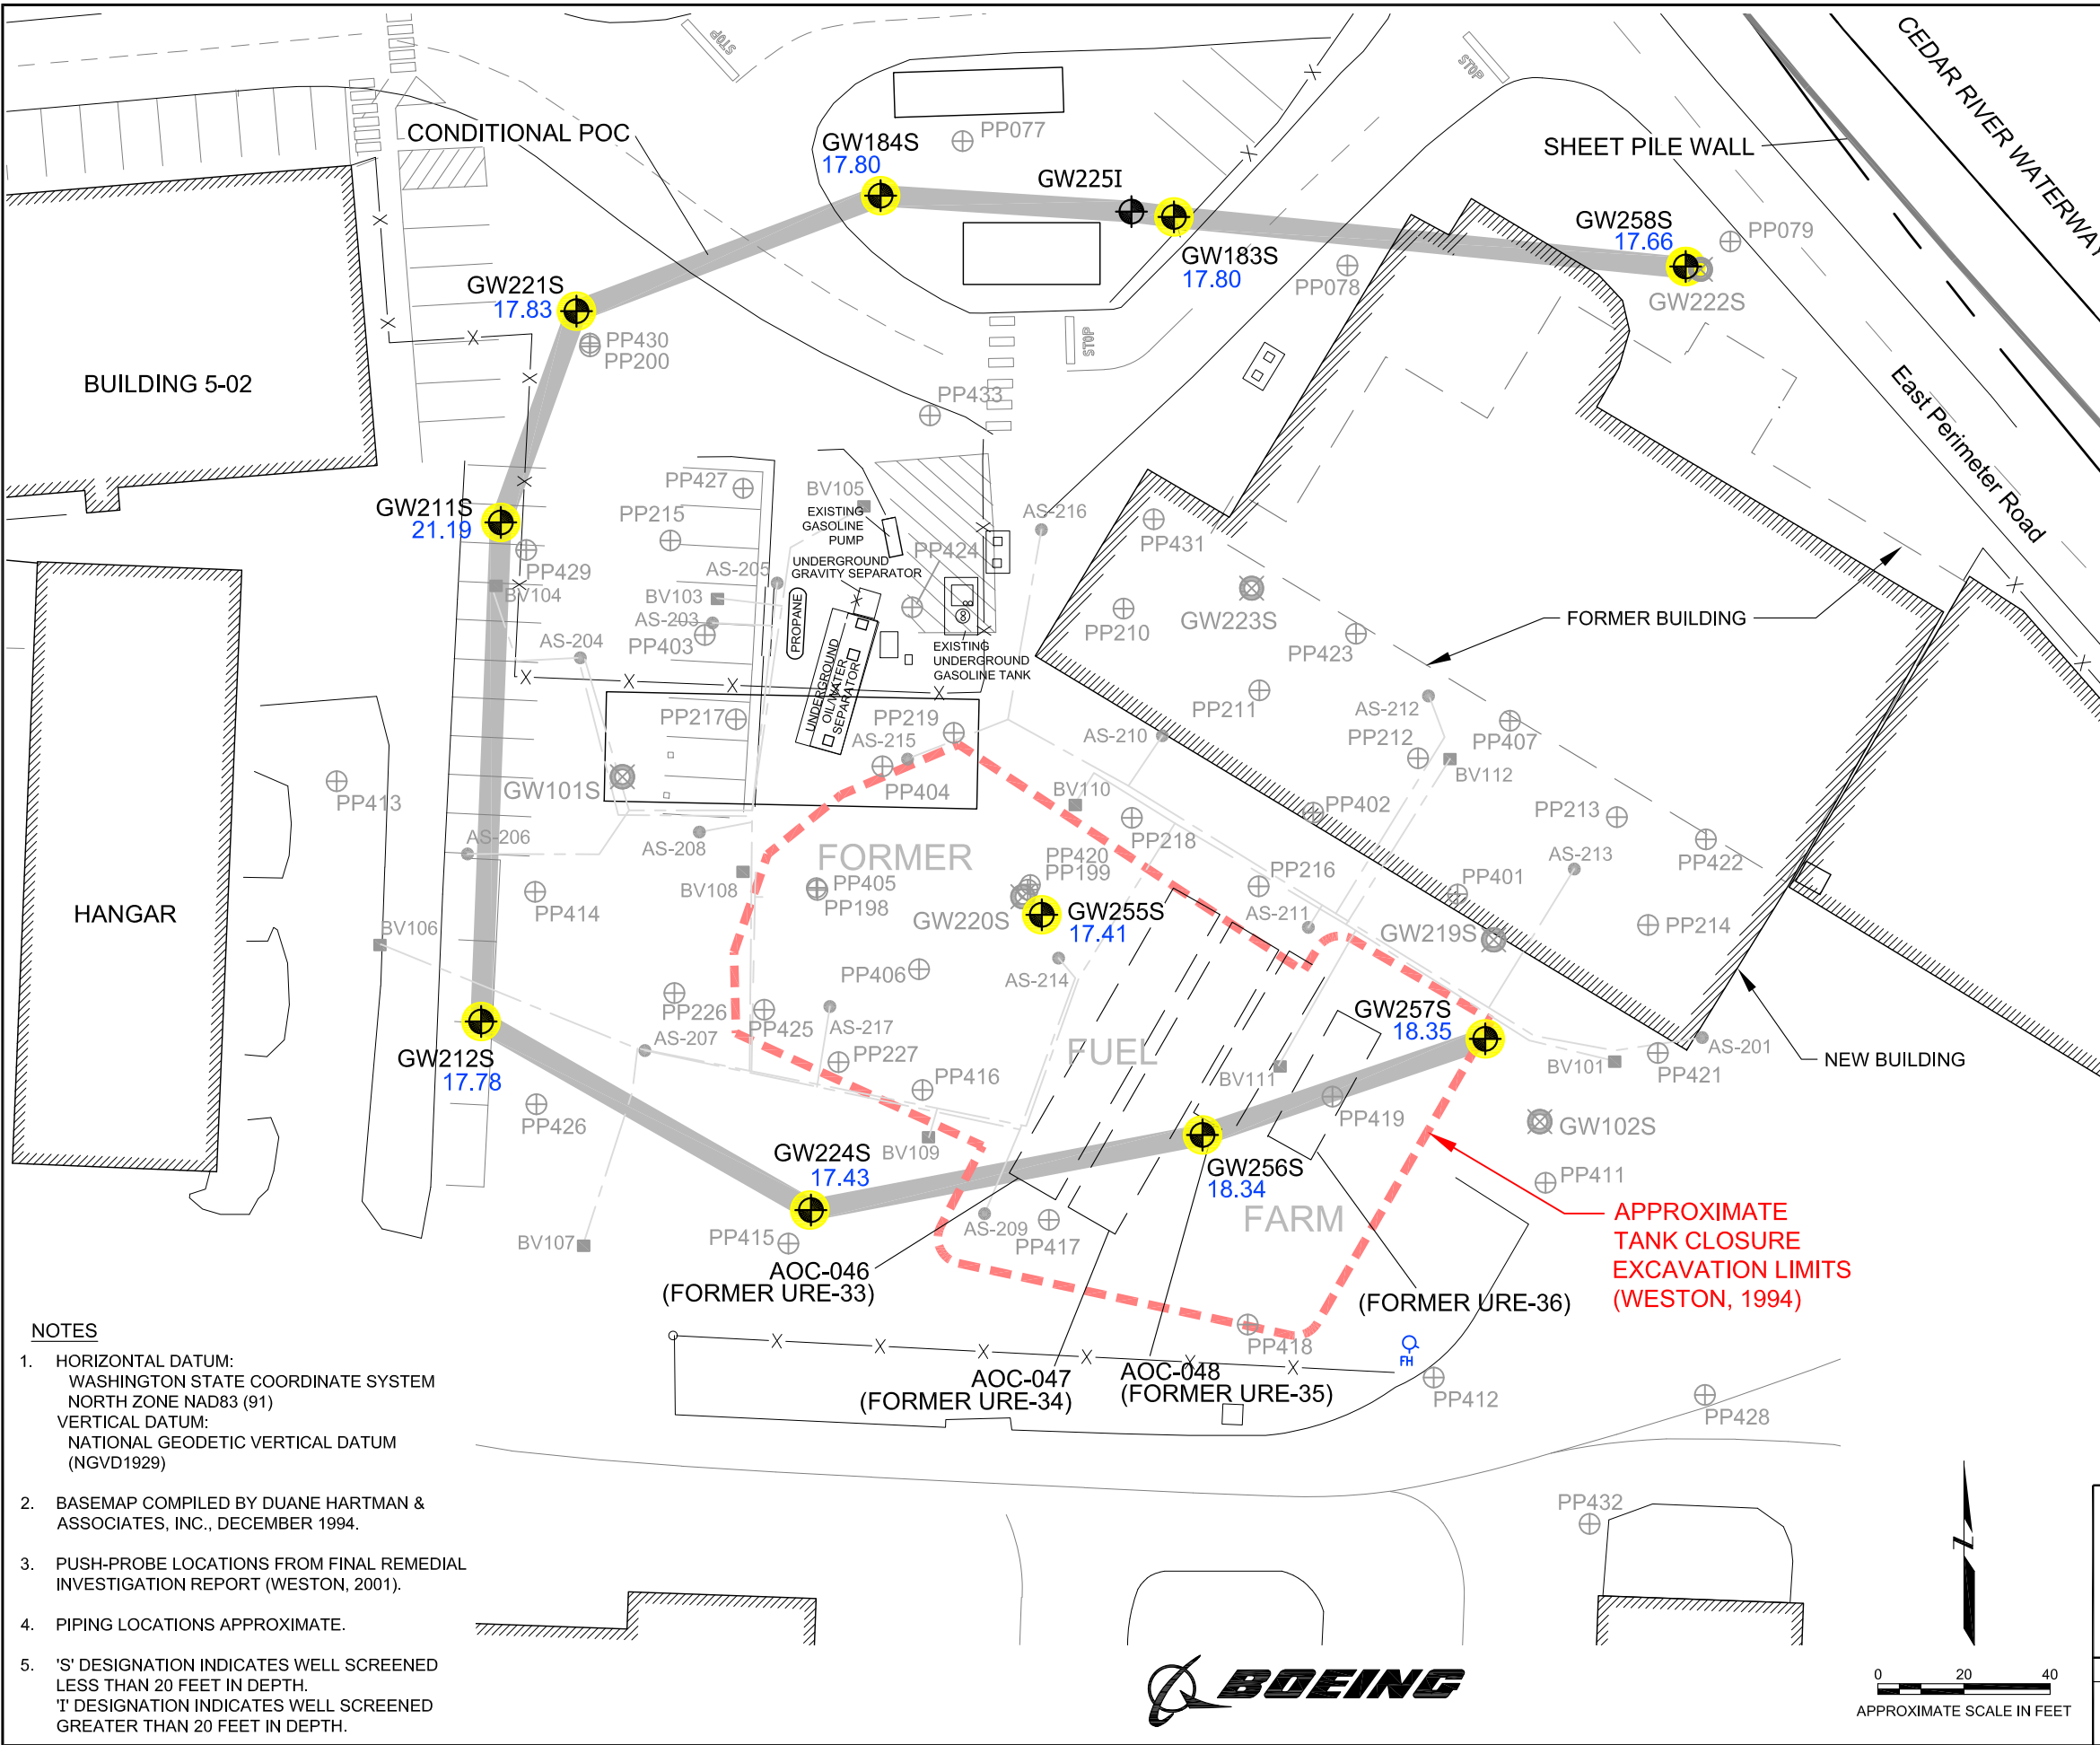 STOP
STOP
CEDAR RIVER WATERWAY
CONDITIONAL POC
GW184S
17.80
PP077
GW225I
SHEET PILE WALL
GW258S
17.66
PP079
GW183S
17.80
PP078
GW222S
GW221S
17.83
PP430
PP200
STOP
BUILDING 5-02
PP433
East Perimeter Road
PP427
BV105
GW211S
21.19
PP215
EXISTING
GASOLINE
PUMP
AS-216
PP431
PP424
UNDERGROUND
GRAVITY SEPARATOR
PP429
AS-205
BV104
BV103
AS-203
PP403
PROPANE
AS-204
PP210
GW223S
FORMER BUILDING
PP423
EXISTING
UNDERGROUND
GASOLINE TANK
UNDERGROUND
OIL/WATER
SEPARATOR
PP217
PP219
AS-215
PP211
AS-212
PP212
PP407
AS-210
BV112
GW101S
PP413
PP404
BV110
PP402
PP213
PP218
AS-206
AS-208
FORMER
PP420
PP199
AS-213
PP422
BV108
PP405
PP198
PP216
PP401
PP414
HANGAR
BV106
GW220S
GW255S
17.41
AS-211
GW219S
PP214
PP406
AS-214
PP226
PP425
AS-217
GW257S
18.35
AS-207
PP227
FUEL
GW212S
17.78
PP416
BV111
BV101
AS-201
PP421
NEW BUILDING
PP426
PP419
GW102S
GW224S
17.43
BV109
GW256S
18.34
PP411
FARM
AS-209
PP417
PP415
BV107
APPROXIMATE
TANK CLOSURE
EXCAVATION LIMITS
(WESTON, 1994)
AOC-046
(FORMER URE-33)
(FORMER URE-36)
PP418
FH
AOC-047
(FORMER URE-34)
AOC-048
(FORMER URE-35)
PP412
PP428
PP432
NOTES
1. HORIZONTAL DATUM:
WASHINGTON STATE COORDINATE SYSTEM
NORTH ZONE NAD83 (91)
VERTICAL DATUM:
NATIONAL GEODETIC VERTICAL DATUM
(NGVD1929)
2. BASEMAP COMPILED BY DUANE HARTMAN &
ASSOCIATES, INC., DECEMBER 1994.
3. PUSH-PROBE LOCATIONS FROM FINAL REMEDIAL
INVESTIGATION REPORT (WESTON, 2001).
4. PIPING LOCATIONS APPROXIMATE.
5. 'S' DESIGNATION INDICATES WELL SCREENED
LESS THAN 20 FEET IN DEPTH.
'I' DESIGNATION INDICATES WELL SCREENED
GREATER THAN 20 FEET IN DEPTH.
BOEING
N
0 20 40
APPROXIMATE SCALE IN FEET